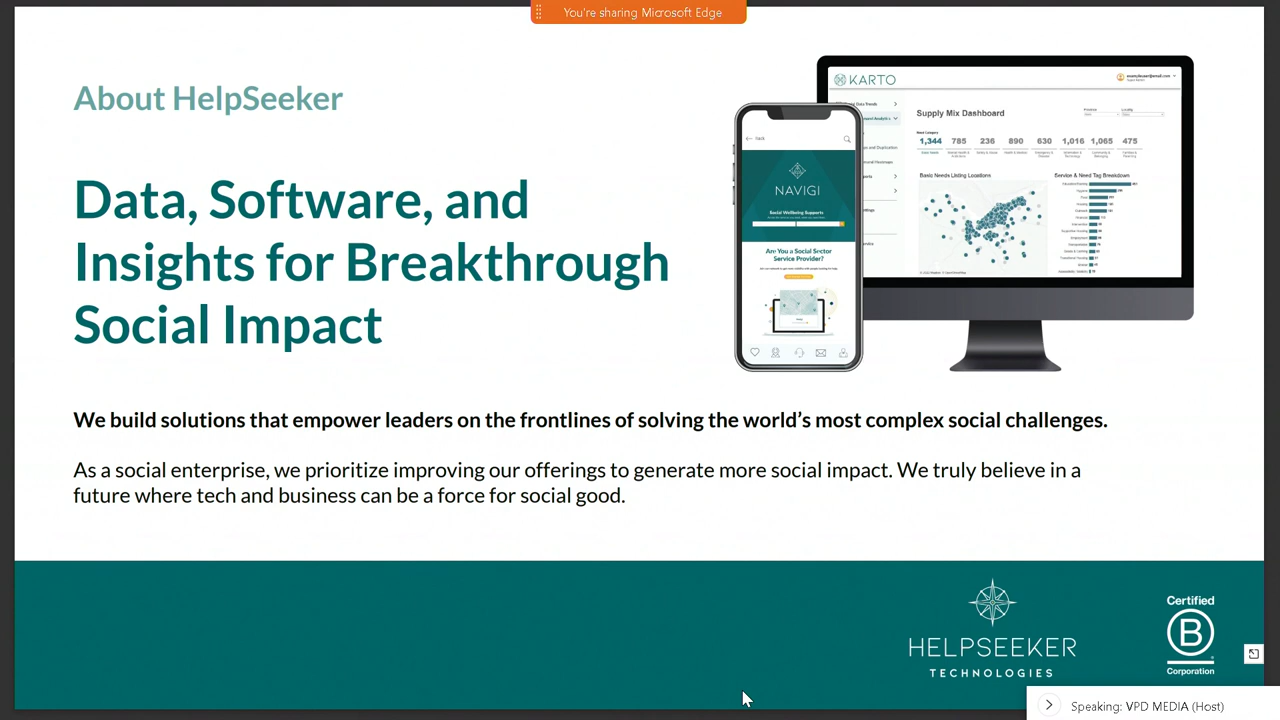 You're sharing Microsoft Edge
About HelpSeeker
Data, Software, and
Insights for Breakthrough
Social Impact
KARTO
Supply Mix Dashboard
1,344 785 236 890 630 1,016 1,065 475
Basic Needs Listing Locations
Service & Need Tag Breakdown
Back
NAVIGI
Social Wellbeing Supports
Are You a Social Sector
Service Provider?
We build solutions that empower leaders on the frontlines of solving the world’s most complex social challenges.
As a social enterprise, we prioritize improving our offerings to generate more social impact. We truly believe in a
future where tech and business can be a force for social good.
HELPSEEKER
TECHNOLOGIES
Certified
B
Corporation
Speaking: VPD MEDIA (Host)